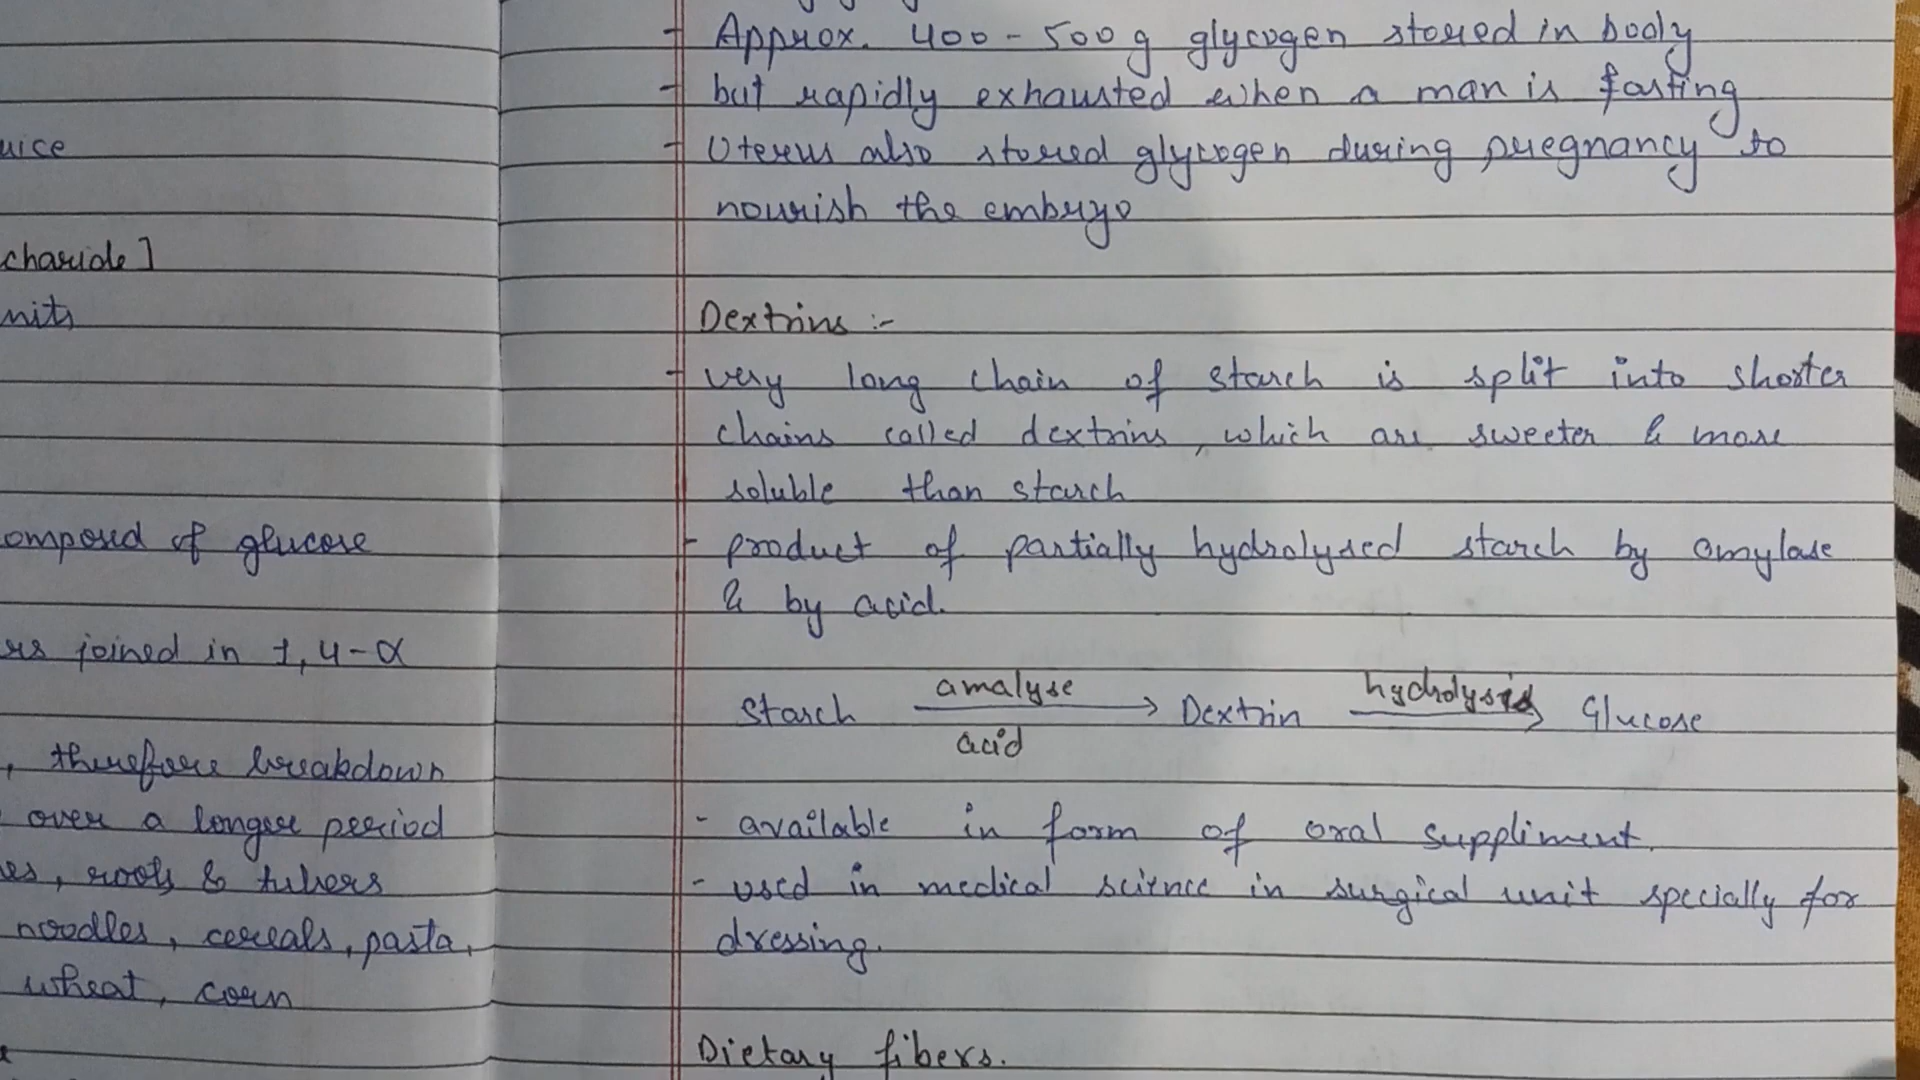 uice
charide]
nits
omposed of glucose
ers joined in 1,4-α
, therefore breakdown
over a longer period
es, roots & tubers
noodles, cereals, pasta,
wheat, corn
- Approx. 400-500g glycogen stored in body
- but rapidly exhausted when a man is fasting
- Uterus also stored glycogen during pregnancy to
nourish the embryo
Dextrins :-
- very long chain of starch is split into shorter
chains called dextrins, which are sweeter & more
soluble than starch
- product of partially hydrolysed starch by amylase
& by acid.
Starch amalyse acid → Dextrin hydrolysis → Glucose
- available in form of oral suppliment.
- used in medical science in surgical unit specially for
dressing.
Dietary fibers.